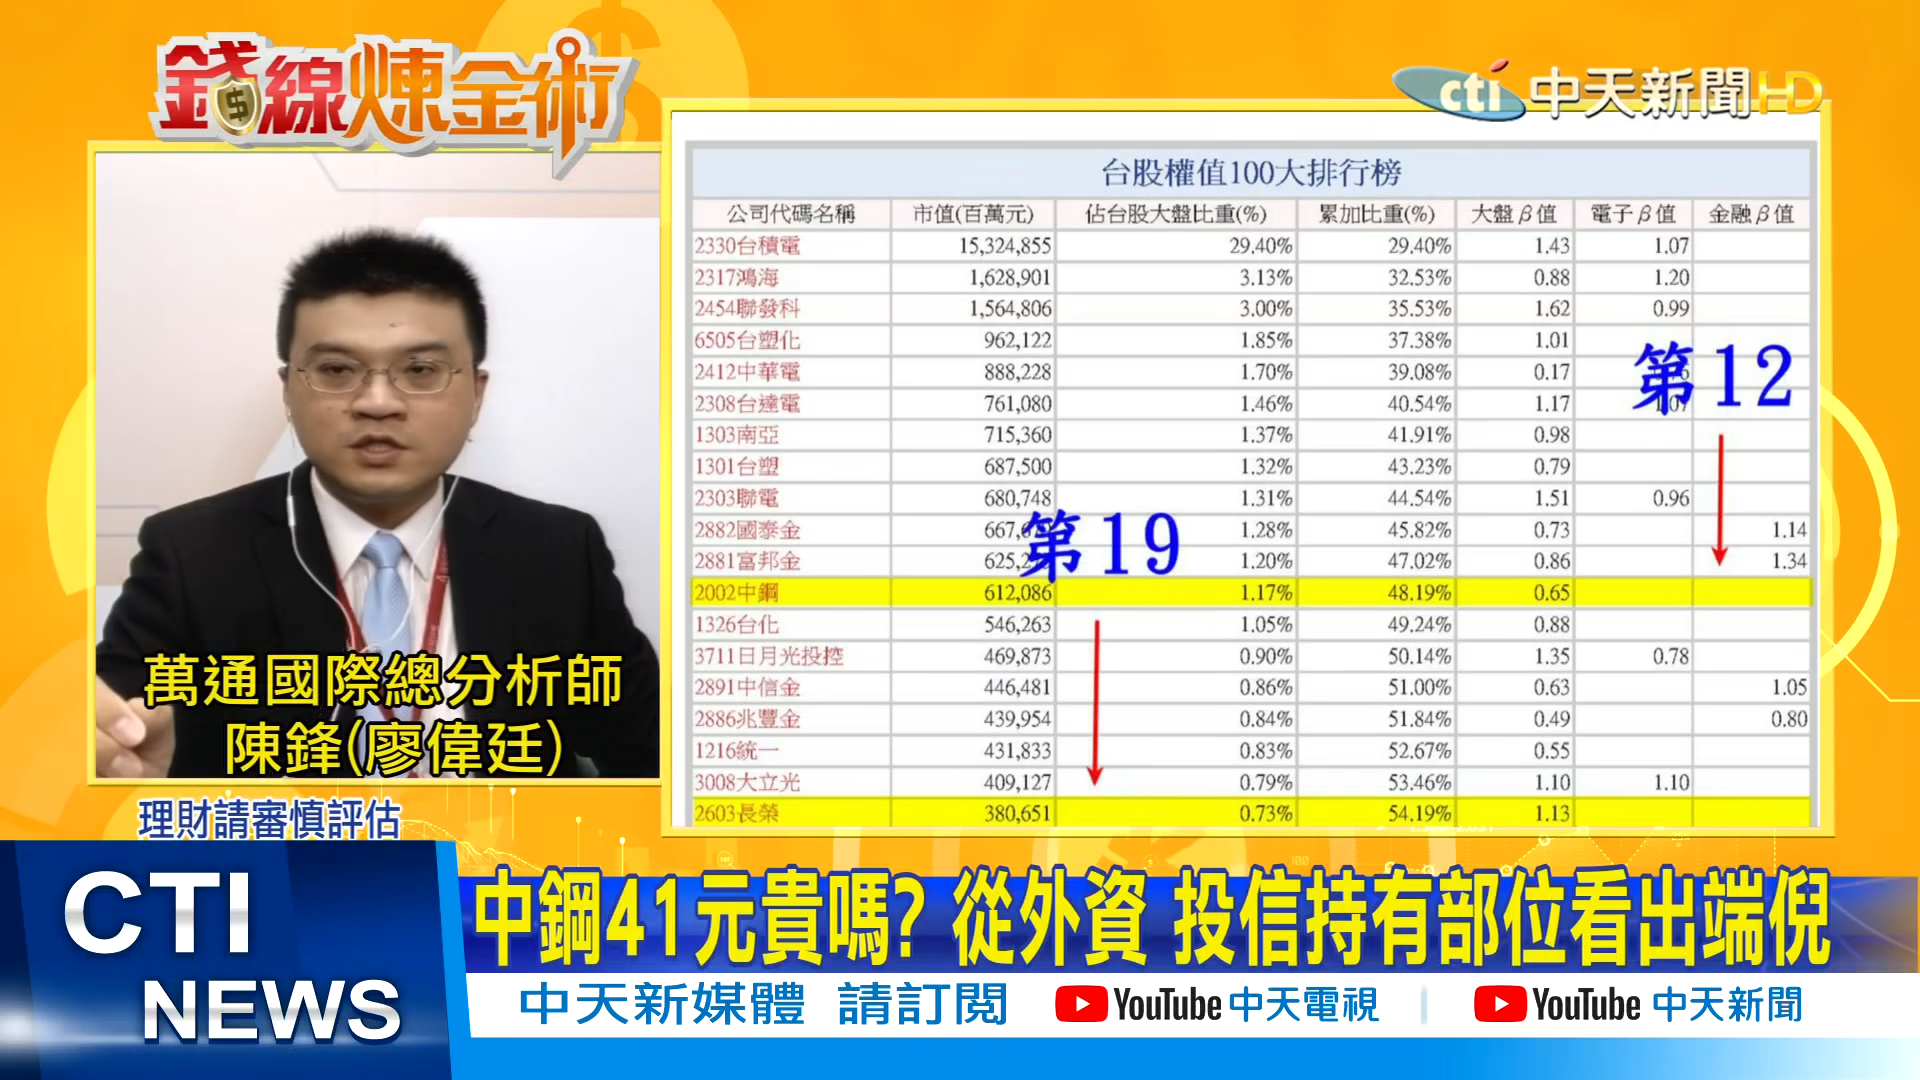 錢線煉金術
cti 中天新聞HD
台股權值100大排行榜
公司代碼名稱 市值(百萬元) 佔台股大盤比重(%) 累加比重(%) 大盤β值 電子β值 金融β值
2330台積電 15,324,855 29.40% 29.40% 1.43 1.07
2317鴻海 1,628,901 3.13% 32.53% 0.88 1.20
2454聯發科 1,564,806 3.00% 35.53% 1.62 0.99
6505台塑化 962,122 1.85% 37.38% 1.01
2412中華電 888,228 1.70% 39.08% 0.17
2308台達電 761,080 1.46% 40.54% 1.17
1303南亞 715,360 1.37% 41.91% 0.98
1301台塑 687,500 1.32% 43.23% 0.79
2303聯電 680,748 1.31% 44.54% 1.51 0.96
2882國泰金 1.28% 45.82% 0.73 1.14
2881富邦金 1.20% 47.02% 0.86 1.34
2002中鋼 612,086 1.17% 48.19% 0.65
1326台化 546,263 1.05% 49.24% 0.88
3711日月光投控 469,873 0.90% 50.14% 1.35 0.78
2891中信金 446,481 0.86% 51.00% 0.63 1.05
2886兆豐金 439,954 0.84% 51.84% 0.49 0.80
1216統一 431,833 0.83% 52.67% 0.55
3008大立光 409,127 0.79% 53.46% 1.10 1.10
2603長榮 380,651 0.73% 54.19% 1.13
第12
第19
萬通國際總分析師
陳鋒(廖偉廷)
理財請審慎評估
CTI
NEWS
中鋼41元貴嗎? 從外資 投信持有部位看出端倪
中天新媒體 請訂閱 YouTube 中天電視 | YouTube 中天新聞